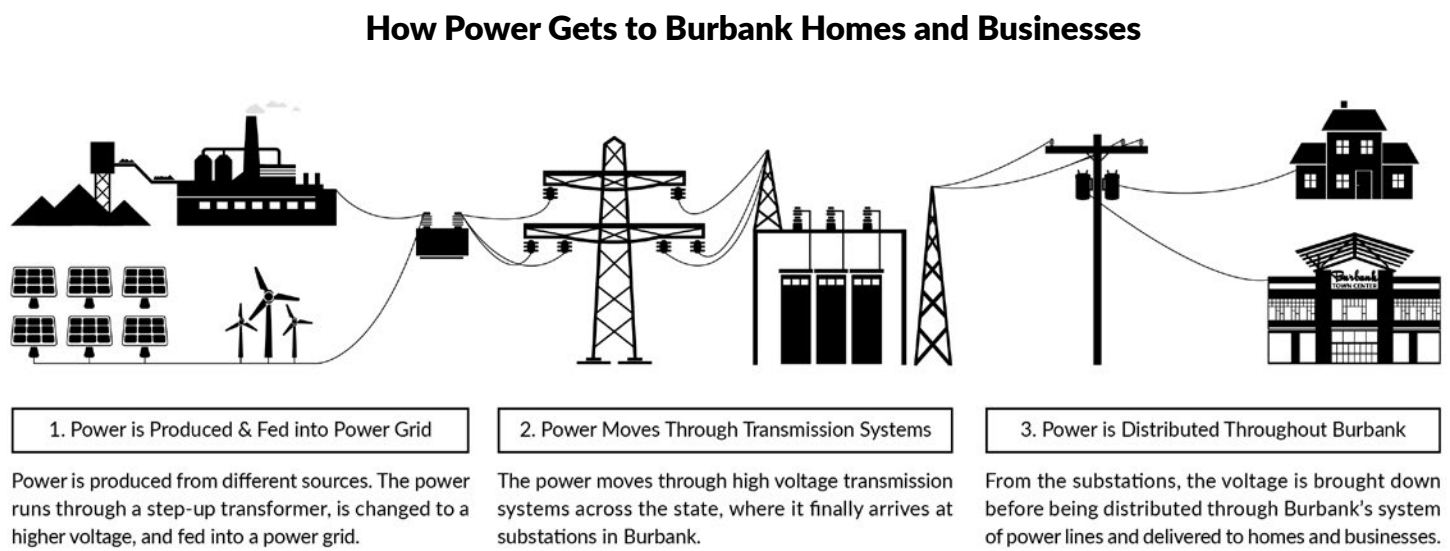 How Power Gets to Burbank Homes and Businesses
Burbank
TOWN CENTER
1. Power is Produced & Fed into Power Grid
Power is produced from different sources. The power
runs through a step-up transformer, is changed to a
higher voltage, and fed into a power grid.
2. Power Moves Through Transmission Systems
The power moves through high voltage transmission
systems across the state, where it finally arrives at
substations in Burbank.
3. Power is Distributed Throughout Burbank
From the substations, the voltage is brought down
before being distributed through Burbank's system
of power lines and delivered to homes and businesses.